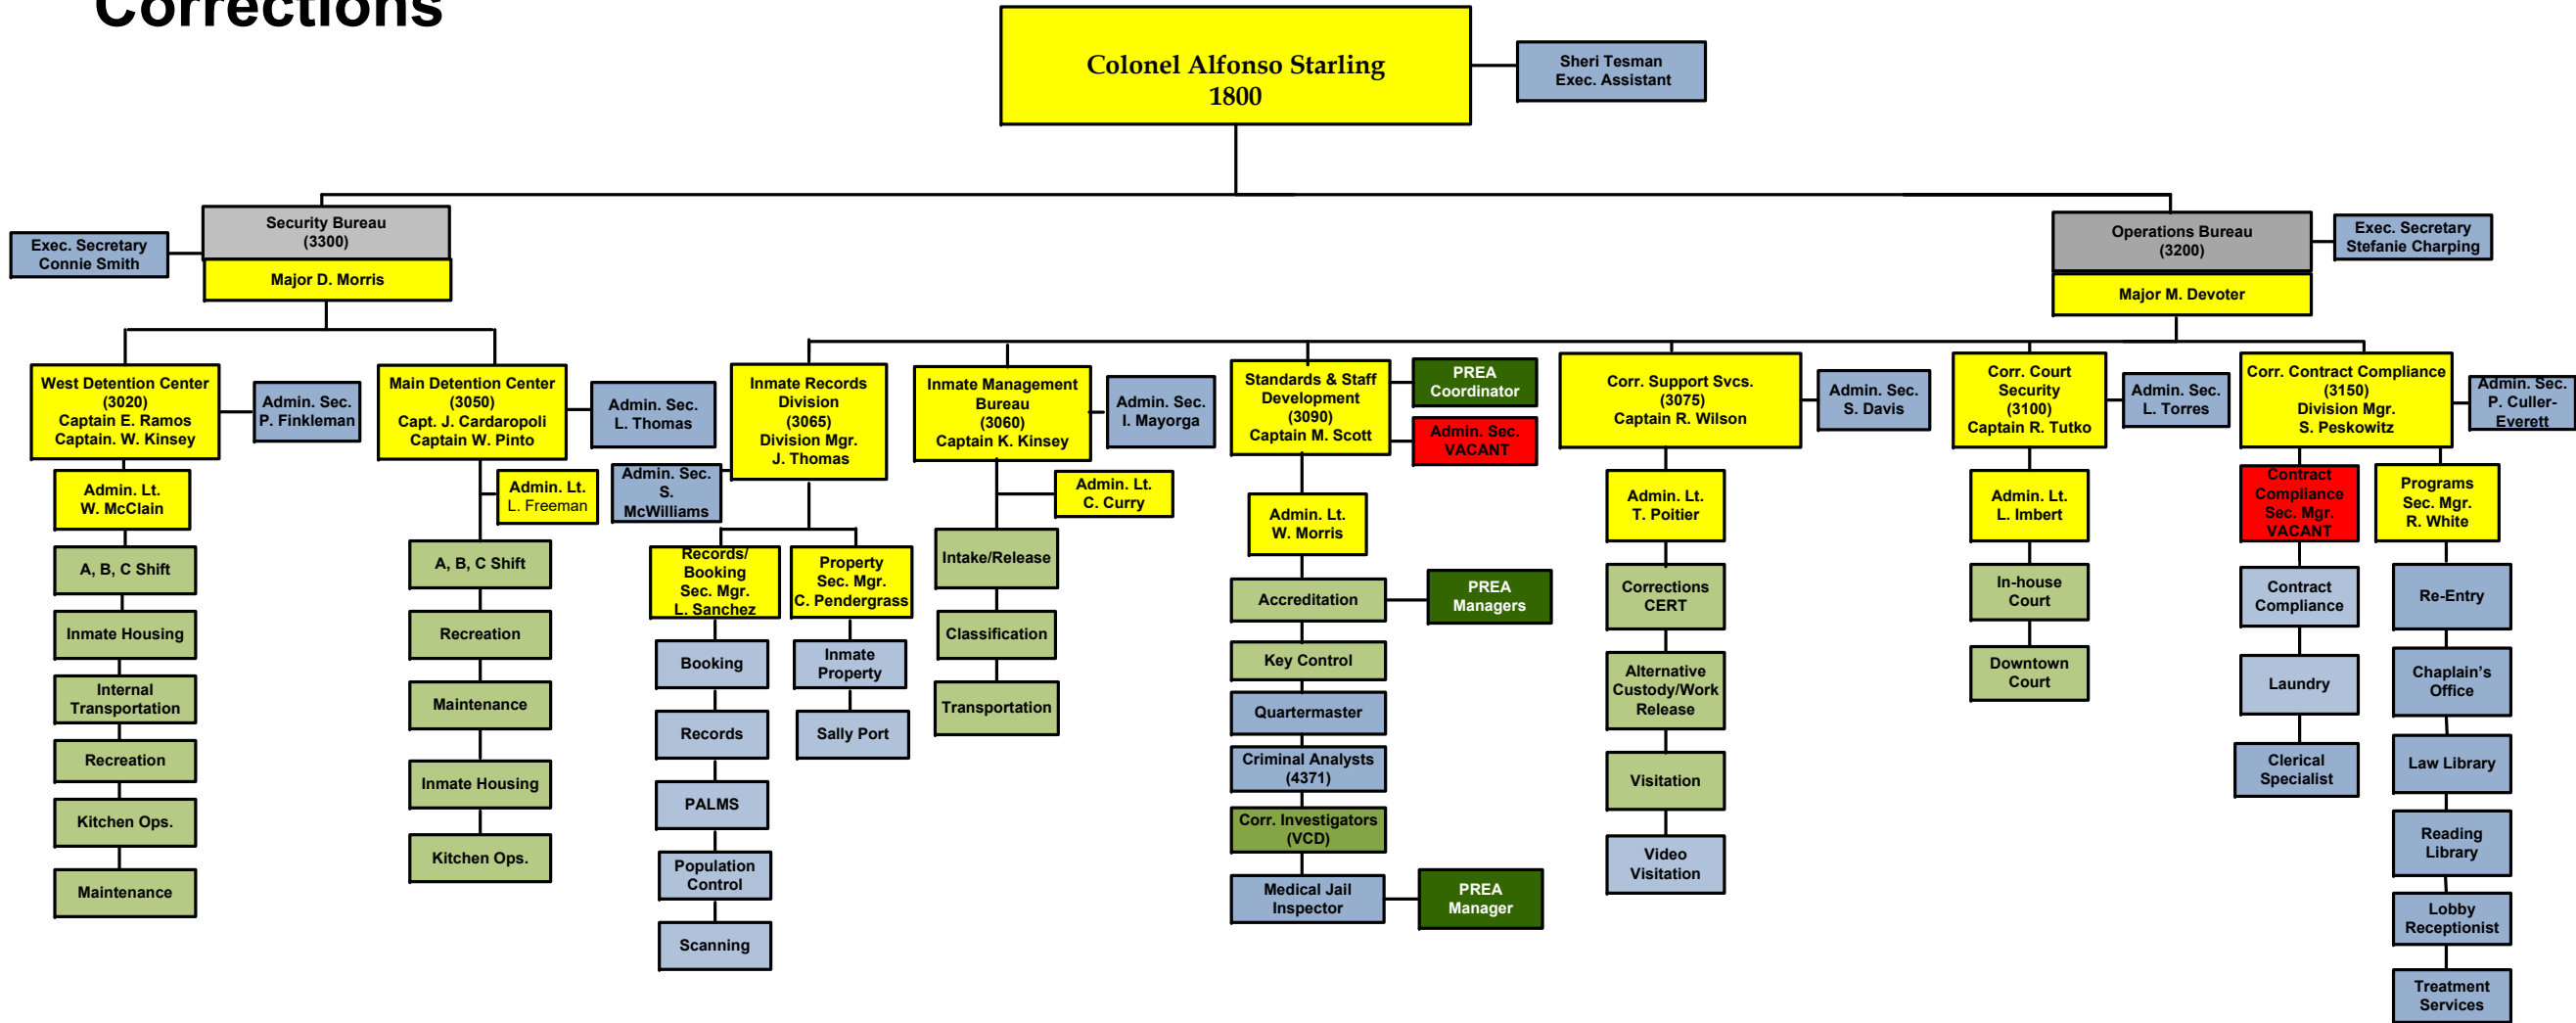 Corrections
Colonel Alfonso Starling
1800
Sheri Tesman
Exec. Assistant
Exec. Secretary
Connie Smith
Security Bureau
(3300)
Major D. Morris
Operations Bureau
(3200)
Major M. Devoter
Exec. Secretary
Stefanie Charping
West Detention Center
(3020)
Captain E. Ramos
Captain. W. Kinsey
Admin. Sec.
P. Finkleman
Admin. Lt.
W. McClain
A, B, C Shift
Inmate Housing
Internal
Transportation
Recreation
Kitchen Ops.
Maintenance
Main Detention Center
(3050)
Capt. J. Cardaropoli
Captain W. Pinto
Admin. Sec.
L. Thomas
Admin. Lt.
L. Freeman
A, B, C Shift
Recreation
Maintenance
Inmate Housing
Kitchen Ops.
Inmate Records
Division
(3065)
Division Mgr.
J. Thomas
Admin. Sec.
S.
McWilliams
Records/
Booking
Sec. Mgr.
L. Sanchez
Booking
Records
PALMS
Population
Control
Scanning
Property
Sec. Mgr.
C. Pendergrass
Inmate
Property
Sally Port
Inmate Management
Bureau
(3060)
Captain K. Kinsey
Admin. Sec.
I. Mayorga
Admin. Lt.
C. Curry
Intake/Release
Classification
Transportation
Standards & Staff
Development
(3090)
Captain M. Scott
PREA
Coordinator
Admin. Sec.
VACANT
Admin. Lt.
W. Morris
Accreditation
PREA
Managers
Key Control
Quartermaster
Criminal Analysts
(4371)
Corr. Investigators
(VCD)
Medical Jail
Inspector
PREA
Manager
Corr. Support Svcs.
(3075)
Captain R. Wilson
Admin. Sec.
S. Davis
Admin. Lt.
T. Poitier
Corrections
CERT
Alternative
Custody/Work
Release
Visitation
Video
Visitation
Corr. Court
Security
(3100)
Captain R. Tutko
Admin. Sec.
L. Torres
Admin. Lt.
L. Imbert
In-house
Court
Downtown
Court
Corr. Contract Compliance
(3150)
Division Mgr.
S. Peskowitz
Admin. Sec.
P. Culler-
Everett
Contract
Compliance
Sec. Mgr.
VACANT
Contract
Compliance
Laundry
Clerical
Specialist
Programs
Sec. Mgr.
R. White
Re-Entry
Chaplain’s
Office
Law Library
Reading
Library
Lobby
Receptionist
Treatment
Services